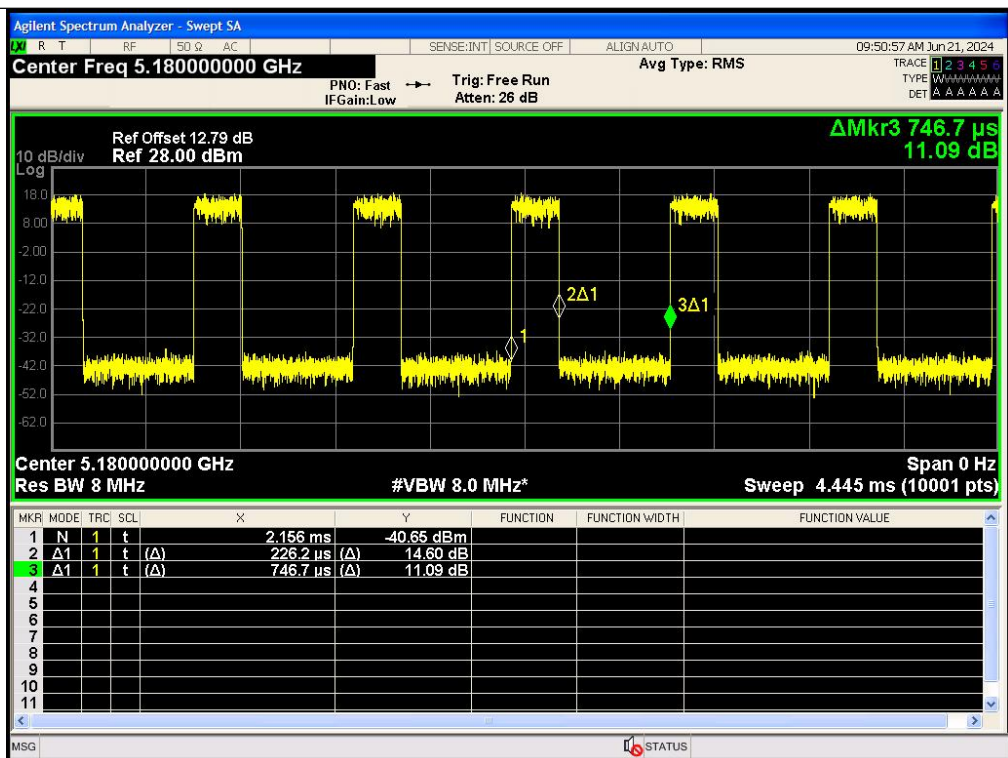 Agilent Spectrum Analyzer - Swept SA
LXI R T RF 50 Ω AC SENSE:INT SOURCE OFF ALIGN AUTO 09:50:57 AM Jun 21, 2024
Center Freq 5.180000000 GHz Avg Type: RMS TRACE 1 2 3 4 5 6
PNO: Fast Trig: Free Run TYPE W
IFGain:Low Atten: 26 dB DET A A A A A A
ΔMkr3 746.7 µs
Ref Offset 12.79 dB
10 dB/div Ref 28.00 dBm 11.09 dB
Log
18.0
8.00
-2.00
-12.0
2Δ1
-22.0
3Δ1
-32.0
1
-42.0
-52.0
-62.0
Center 5.180000000 GHz Span 0 Hz
Res BW 8 MHz #VBW 8.0 MHz* Sweep 4.445 ms (10001 pts)
MKR MODE TRC SCL X Y FUNCTION FUNCTION WIDTH FUNCTION VALUE
1 N 1 t 2.156 ms -40.65 dBm
2 Δ1 1 t (Δ) 226.2 µs (Δ) 14.60 dB
3 Δ1 1 t (Δ) 746.7 µs (Δ) 11.09 dB
4
5
6
7
8
9
10
11
MSG STATUS